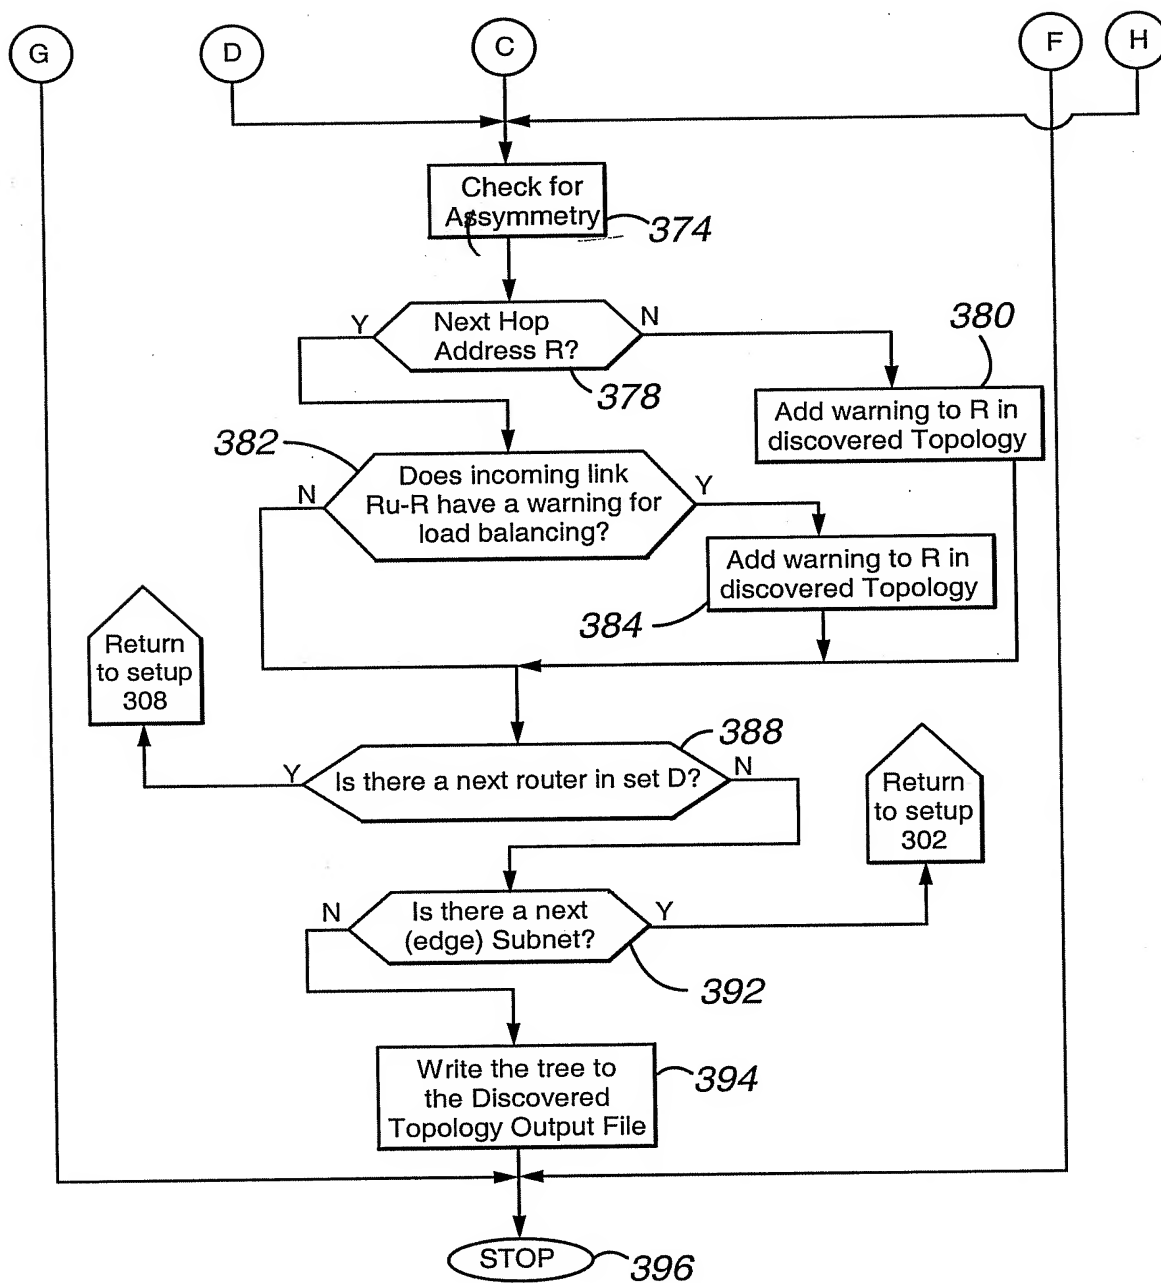 G
D
C
F
H
Check for
Assymmetry
374
Y
Next Hop
Address R?
N
378
380
Add warning to R in
discovered Topology
382
N
Does incoming link
Ru-R have a warning for
load balancing?
Y
Add warning to R in
discovered Topology
384
Return
to setup
308
388
Y
Is there a next router in set D?
N
Return
to setup
302
N
Is there a next
(edge) Subnet?
Y
392
Write the tree to
the Discovered
Topology Output File
394
STOP
396